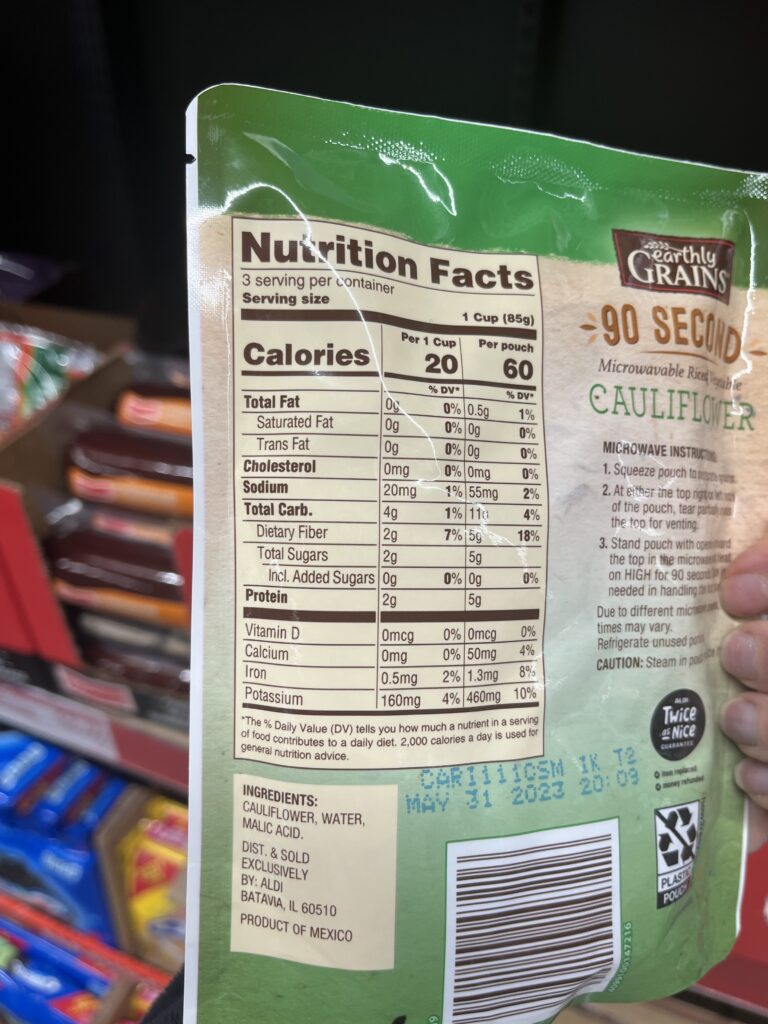 Nutrition Facts
3 serving per container
Serving size
1 Cup (85g)
Calories
Per 1 Cup
20
Per pouch
60
% DV* % DV*
Total Fat 0g 0% 0.5g 1%
Saturated Fat 0g 0% 0g 0%
Trans Fat 0g 0% 0g 0%
Cholesterol 0mg 0% 0mg 0%
Sodium 20mg 1% 55mg 2%
Total Carb. 4g 1% 11g 4%
Dietary Fiber 2g 7% 5g 18%
Total Sugars 2g 5g
Incl. Added Sugars 0g 0% 0g 0%
Protein 2g 5g
Vitamin D 0mcg 0% 0mcg 0%
Calcium 0mg 0% 50mg 4%
Iron 0.5mg 2% 1.3mg 8%
Potassium 160mg 4% 460mg 10%
*The % Daily Value (DV) tells you how much a nutrient in a serving
of food contributes to a daily diet. 2,000 calories a day is used for
general nutrition advice.
INGREDIENTS:
CAULIFLOWER, WATER,
MALIC ACID.
DIST. & SOLD
EXCLUSIVELY
BY: ALDI
BATAVIA, IL 60510
PRODUCT OF MEXICO
earthly
GRAINS
90 SECOND
Microwavable Riced Vegetable
CAULIFLOWER
MICROWAVE INSTRUCTIONS
1. Squeeze pouch to
2. At either the top right or left
of the pouch, tear
the top for venting.
3. Stand pouch with
the top in the microwave
on HIGH for 90 seconds
needed in handling
Due to different microwave
times may vary.
Refrigerate unused
CAUTION: Steam in
ALDI
TWICE
as NICE
GUARANTEE
item replaced
money refunded
CAR1111CSM IK T2
MAY 31 2023 20:09
PLASTIC
POUCH